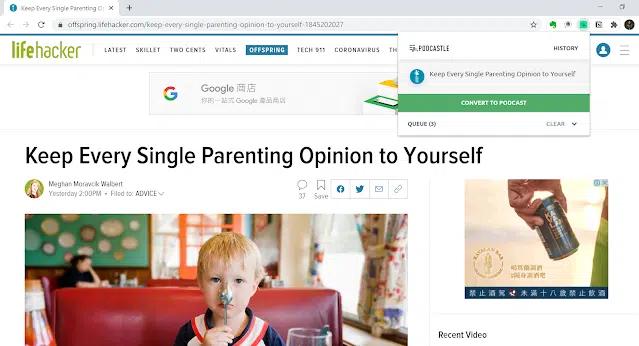 Keep Every Single Parenting O
offspring.lifehacker.com/keep-every-single-parenting-opinion-to-yourself-1845202027
lifehacker
LATEST SKILLET TWO CENTS VITALS OFFSPRING TECH 911 CORONAVIRUS TH
PODCASTLE
HISTORY
Keep Every Single Parenting Opinion to Yourself
CONVERT TO PODCAST
QUEUE (3)
CLEAR
Google 商店
你的一站式 Google 產品商店
Keep Every Single Parenting Opinion to Yourself
Meghan Moravcik Walbert
Yesterday 2:00PM • Filed to: ADVICE
37
Save
禁止酒駕
未滿十八歲禁止飲酒
Recent Video